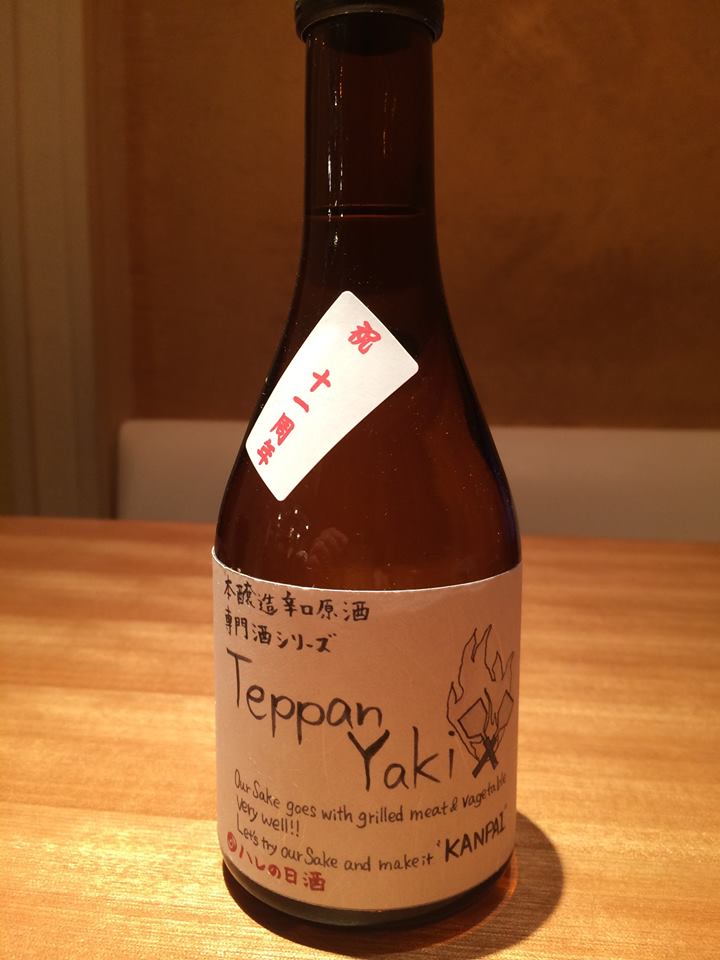 祝 十一周年
本醸造辛口原酒
専門酒シリーズ
Teppan
Yaki
Our Sake goes with grilled meat & vagetable
very well!!
Let's try our Sake and make it "KANPAI"
ハレの日酒